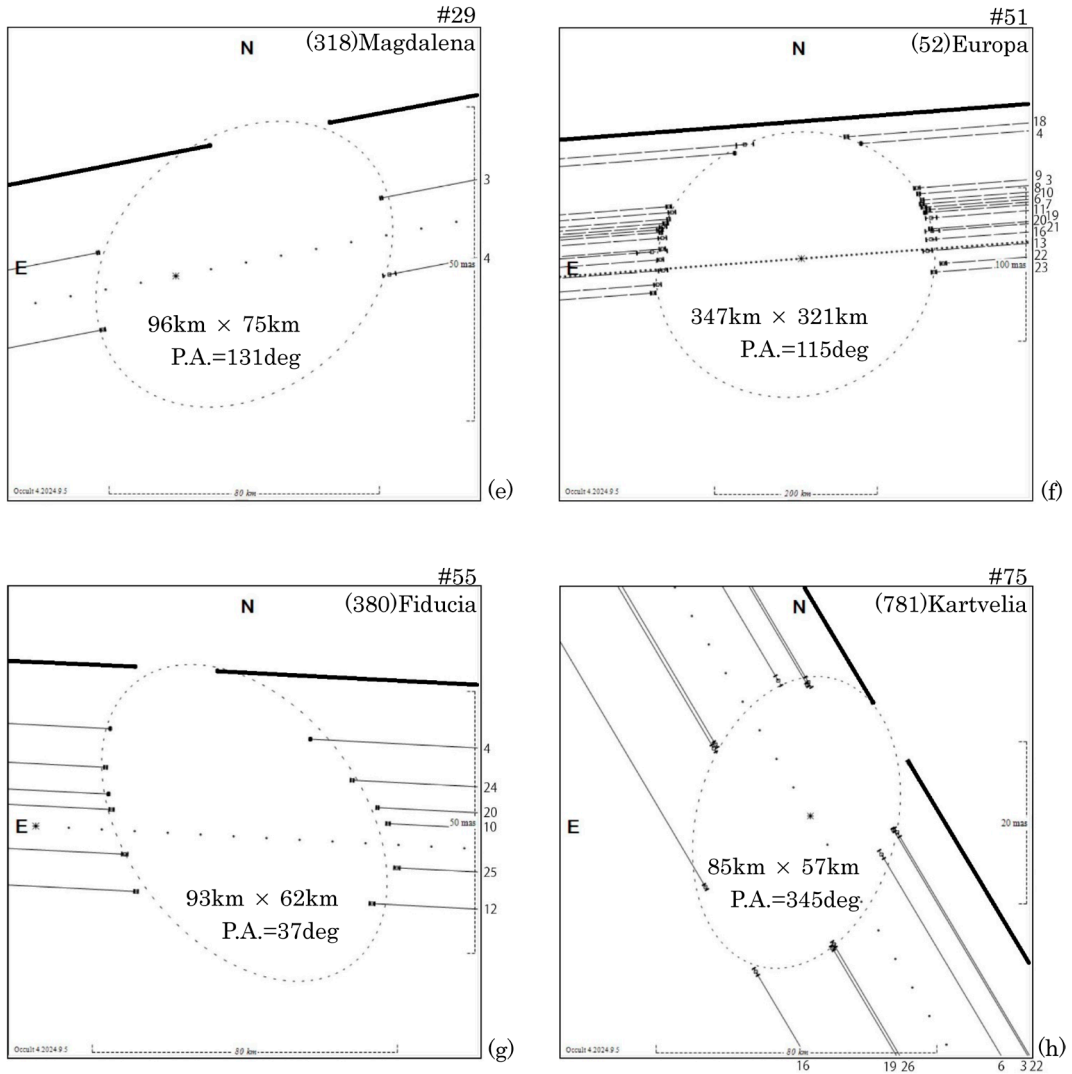 #29
(318)Magdalena
N
3
4
50 mas
E
96km × 75km
P.A.=131deg
Occult 4.2024.9.5
80 km
(e)
#51
(52)Europa
N
18
4
9
3
8
10
6
7
11
19
20
21
16
13
22
23
100 mas
E
347km × 321km
P.A.=115deg
Occult 4.2024.9.5
200 km
(f)
#55
(380)Fiducia
N
4
24
20
10
50 mas
E
25
12
93km × 62km
P.A.=37deg
Occult 4.2024.9.5
80 km
(g)
#75
(781)Kartvelia
N
E
20 mas
85km × 57km
P.A.=345deg
Occult 4.2024.9.5
80 km
16 19 26 6 3 22
(h)